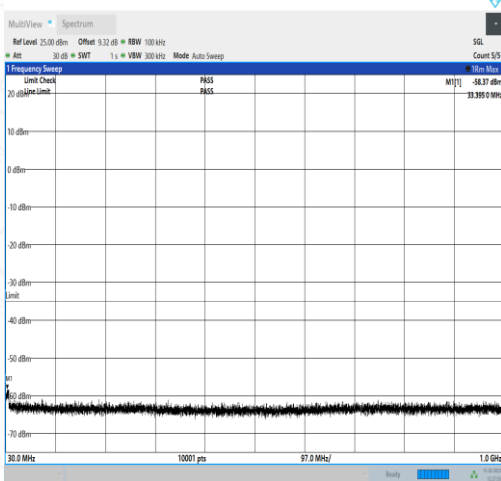 MultiView Spectrum
Ref Level 25.00 dBm Offset 9.32 dB RBW 100 kHz SGL
Att 30 dB SWT 1 s VBW 300 kHz Mode Auto Sweep Count 5/5
1 Frequency Sweep 1Rm Max
Limit Check PASS M1[1] -58.37 dBm
Line Limit PASS 33.395 0 MHz
20 dBm
10 dBm
0 dBm
-10 dBm
-20 dBm
-30 dBm
Limit
-40 dBm
-50 dBm
M1
-60 dBm
-70 dBm
30.0 MHz 10001 pts 97.0 MHz/ 1.0 GHz
Ready